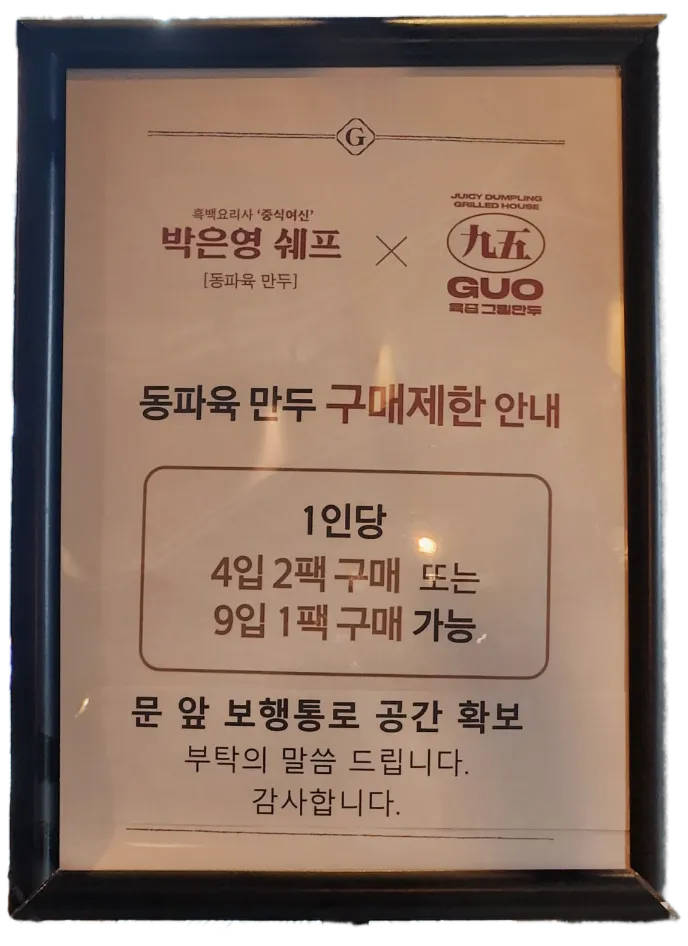 G
흑백요리사 '중식여신'
박은영 쉐프
[동파육 만두]
×
JUICY DUMPLING
GRILLED HOUSE
九五
GUO
육즙 그릴만두
동파육 만두 구매제한 안내
1인당
4입 2팩 구매 또는
9입 1팩 구매 가능
문 앞 보행통로 공간 확보
부탁의 말씀 드립니다.
감사합니다.